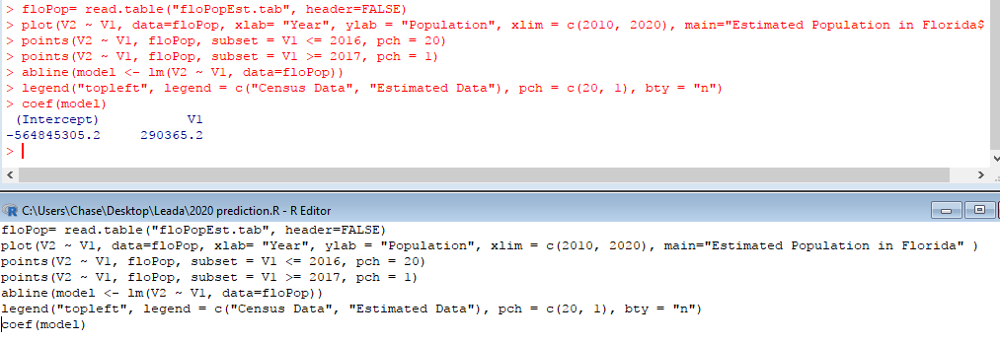 > floPop= read.table("floPopEst.tab", header=FALSE)
> plot(V2 ~ V1, data=floPop, xlab= "Year", ylab = "Population", xlim = c(2010, 2020), main="Estimated Population in Florida$
> points(V2 ~ V1, floPop, subset = V1 <= 2016, pch = 20)
> points(V2 ~ V1, floPop, subset = V1 >= 2017, pch = 1)
> abline(model <- lm(V2 ~ V1, data=floPop))
> legend("topleft", legend = c("Census Data", "Estimated Data"), pch = c(20, 1), bty = "n")
> coef(model)
(Intercept) V1
-564845305.2 290365.2
>
R C:\Users\Chase\Desktop\Leada\2020 prediction.R - R Editor
floPop= read.table("floPopEst.tab", header=FALSE)
plot(V2 ~ V1, data=floPop, xlab= "Year", ylab = "Population", xlim = c(2010, 2020), main="Estimated Population in Florida" )
points(V2 ~ V1, floPop, subset = V1 <= 2016, pch = 20)
points(V2 ~ V1, floPop, subset = V1 >= 2017, pch = 1)
abline(model <- lm(V2 ~ V1, data=floPop))
legend("topleft", legend = c("Census Data", "Estimated Data"), pch = c(20, 1), bty = "n")
coef(model)